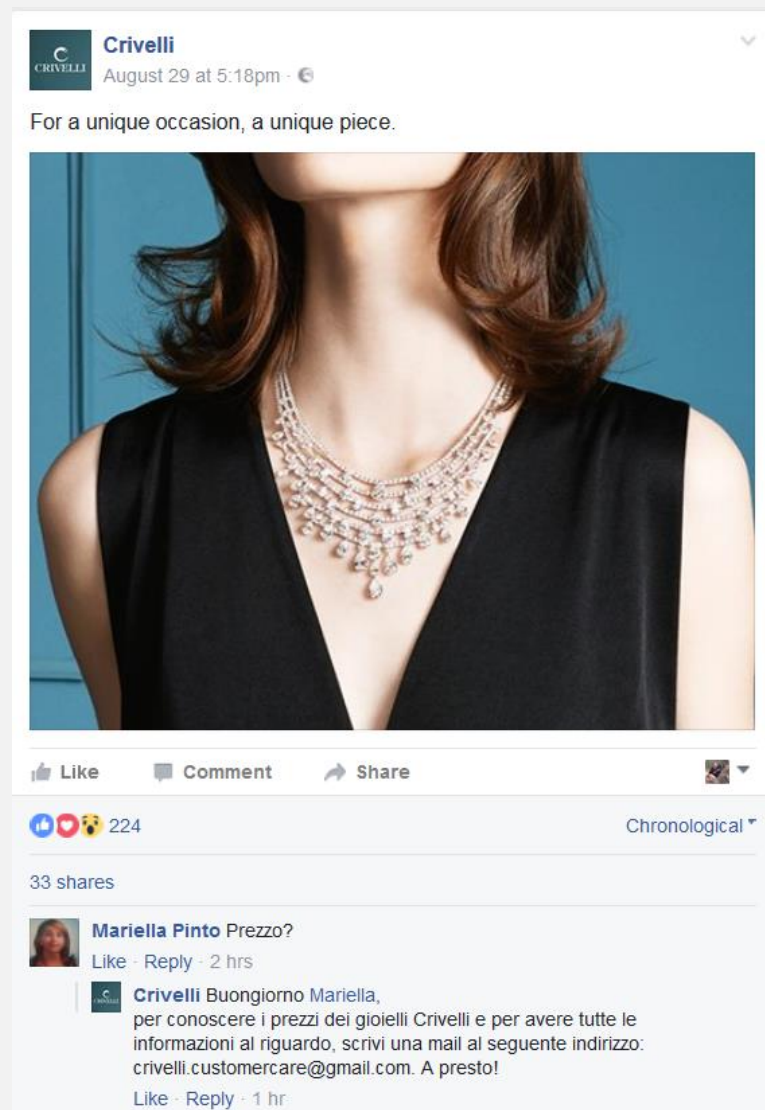 CRIVELLI
Crivelli
August 29 at 5:18pm ·
For a unique occasion, a unique piece.
Like Comment Share
224 Chronological
33 shares
Mariella Pinto Prezzo?
Like · Reply · 2 hrs
CRIVELLI
Crivelli Buongiorno Mariella,
per conoscere i prezzi dei gioielli Crivelli e per avere tutte le
informazioni al riguardo, scrivi una mail al seguente indirizzo:
crivelli.customercare@gmail.com. A presto!
Like · Reply · 1 hr